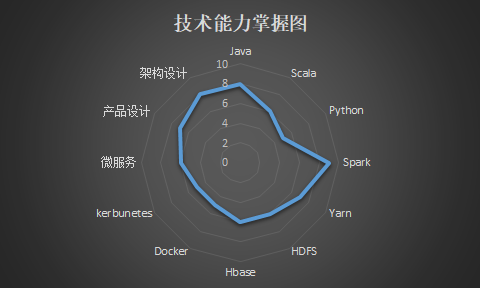 技术能力掌握图
Java
Scala
Python
Spark
Yarn
HDFS
Hbase
Docker
kerbunetes
微服务
产品设计
架构设计
10
8
6
4
2
0